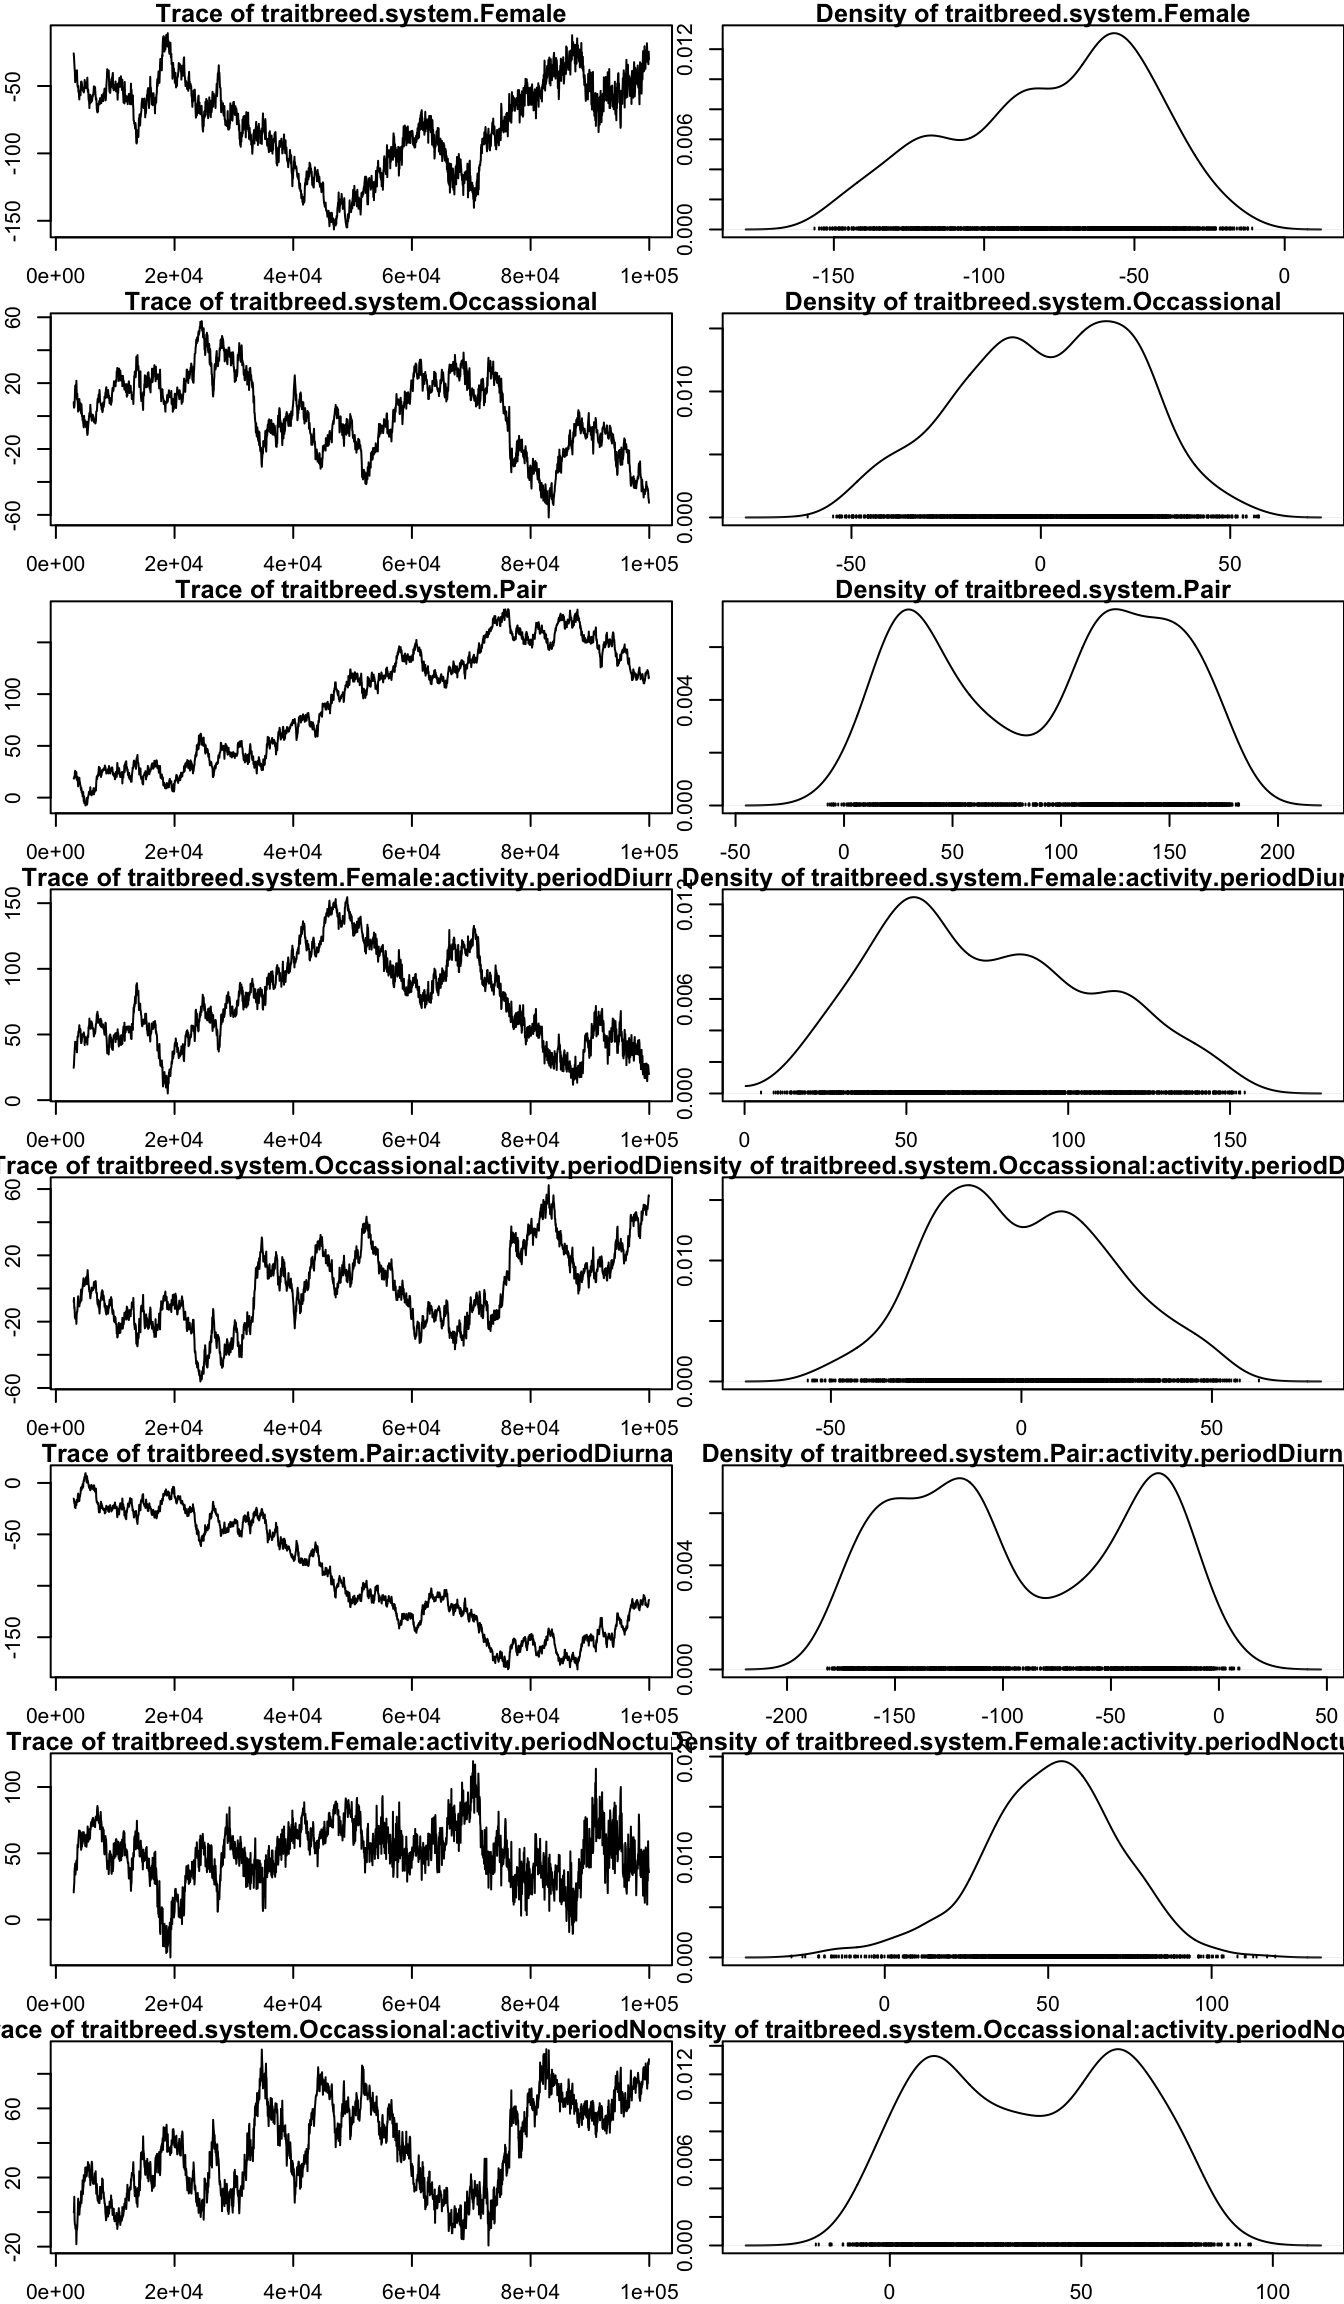 Trace of traitbreed.system.Female
Density of traitbreed.system.Female
-50
-100
-150
0e+00 2e+04 4e+04 6e+04 8e+04 1e+05
0.012
0.006
0.000
-150 -100 -50 0
Trace of traitbreed.system.Occassional
Density of traitbreed.system.Occassional
60
20
-20
-60
0e+00 2e+04 4e+04 6e+04 8e+04 1e+05
0.010
0.000
-50 0 50
Trace of traitbreed.system.Pair
Density of traitbreed.system.Pair
100
50
0
0e+00 2e+04 4e+04 6e+04 8e+04 1e+05
0.004
0.000
-50 0 50 100 150 200
Trace of traitbreed.system.Female:activity.periodDiurr
Density of traitbreed.system.Female:activity.periodDiur
150
100
50
0
0e+00 2e+04 4e+04 6e+04 8e+04 1e+05
0.012
0.006
0.000
0 50 100 150
Trace of traitbreed.system.Occassional:activity.periodDi
ensity of traitbreed.system.Occassional:activity.periodD
60
20
-20
-60
0e+00 2e+04 4e+04 6e+04 8e+04 1e+05
0.010
0.000
-50 0 50
Trace of traitbreed.system.Pair:activity.periodDiurna
Density of traitbreed.system.Pair:activity.periodDiurn
0
-50
-150
0e+00 2e+04 4e+04 6e+04 8e+04 1e+05
0.004
0.000
-200 -150 -100 -50 0 50
Trace of traitbreed.system.Female:activity.periodNoctu
Density of traitbreed.system.Female:activity.periodNoctu
100
50
0
0e+00 2e+04 4e+04 6e+04 8e+04 1e+05
0.020
0.010
0.000
0 50 100
ace of traitbreed.system.Occassional:activity.periodNoc
nsity of traitbreed.system.Occassional:activity.periodNo
60
20
-20
0e+00 2e+04 4e+04 6e+04 8e+04 1e+05
0.012
0.006
0.000
0 50 100